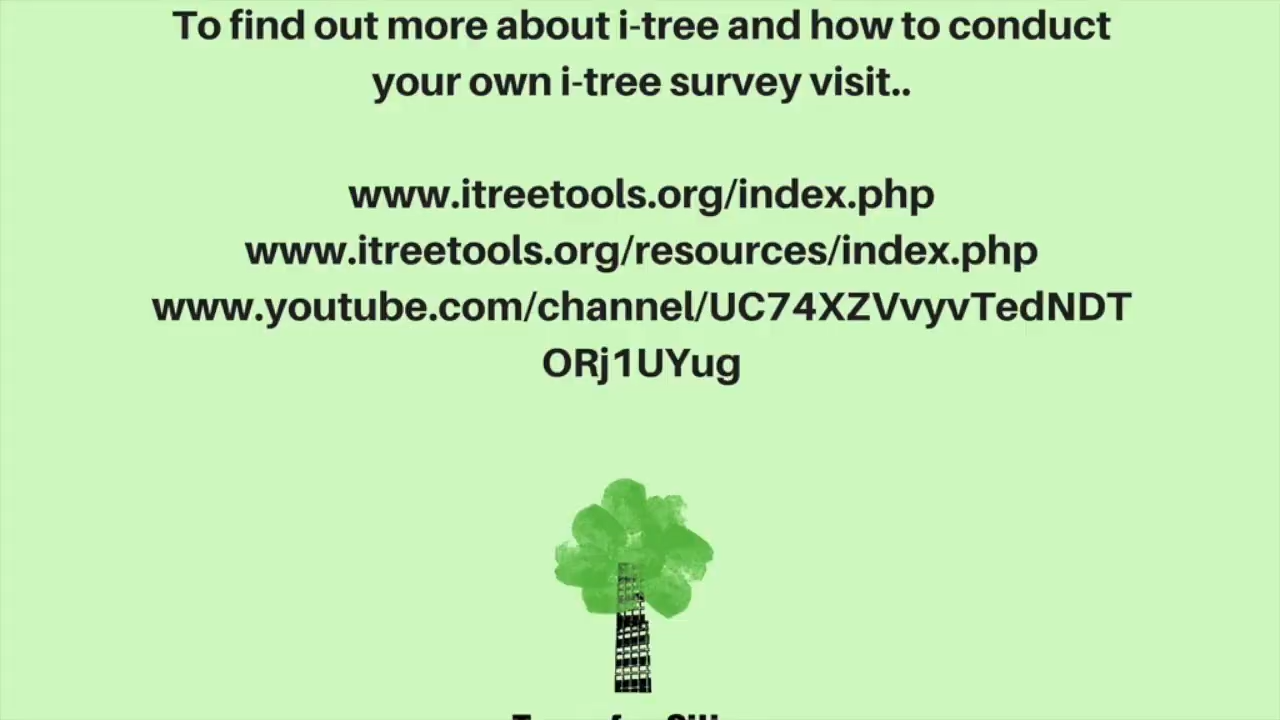 To find out more about i-tree and how to conduct
your own i-tree survey visit..
www.itreetools.org/index.php
www.itreetools.org/resources/index.php
www.youtube.com/channel/UC74XZVvyvTedNDT
ORj1UYug